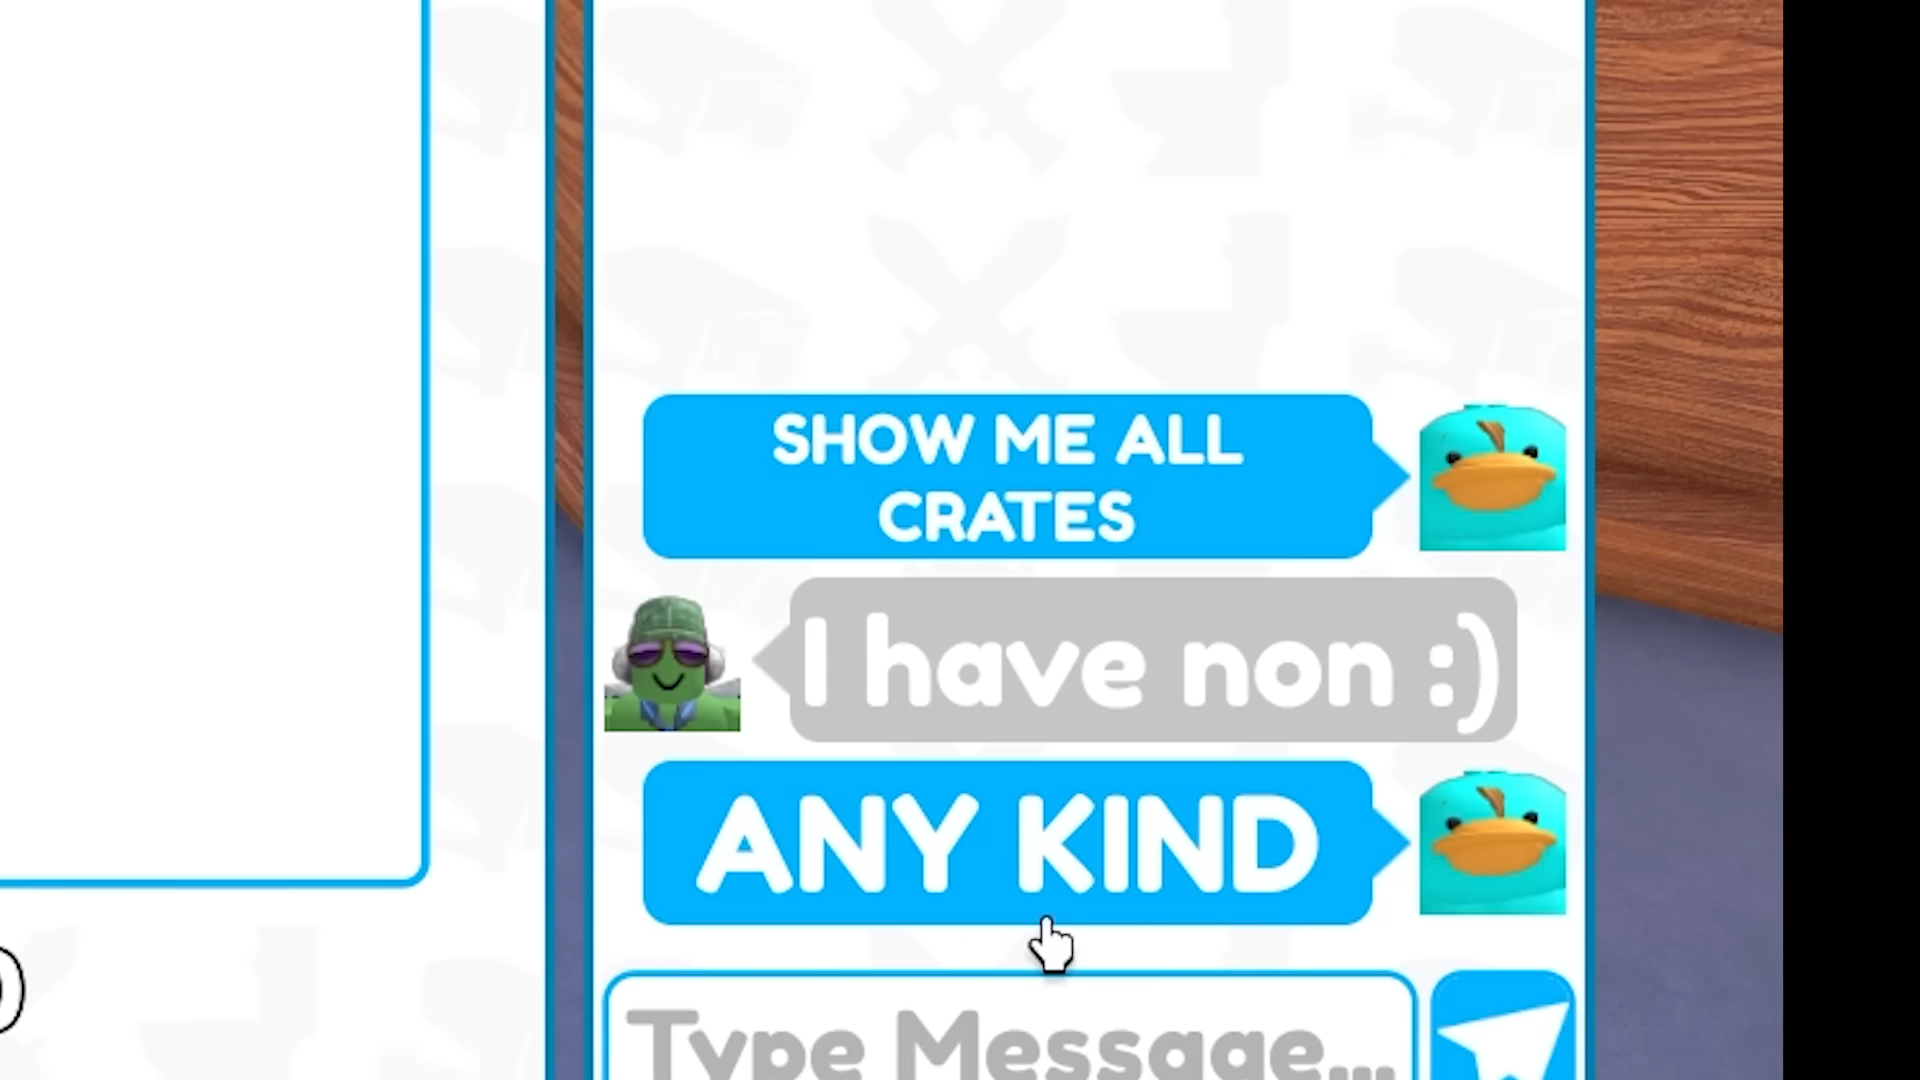 SHOW ME ALL
CRATES
I have non :)
ANY KIND
)
Type Message...